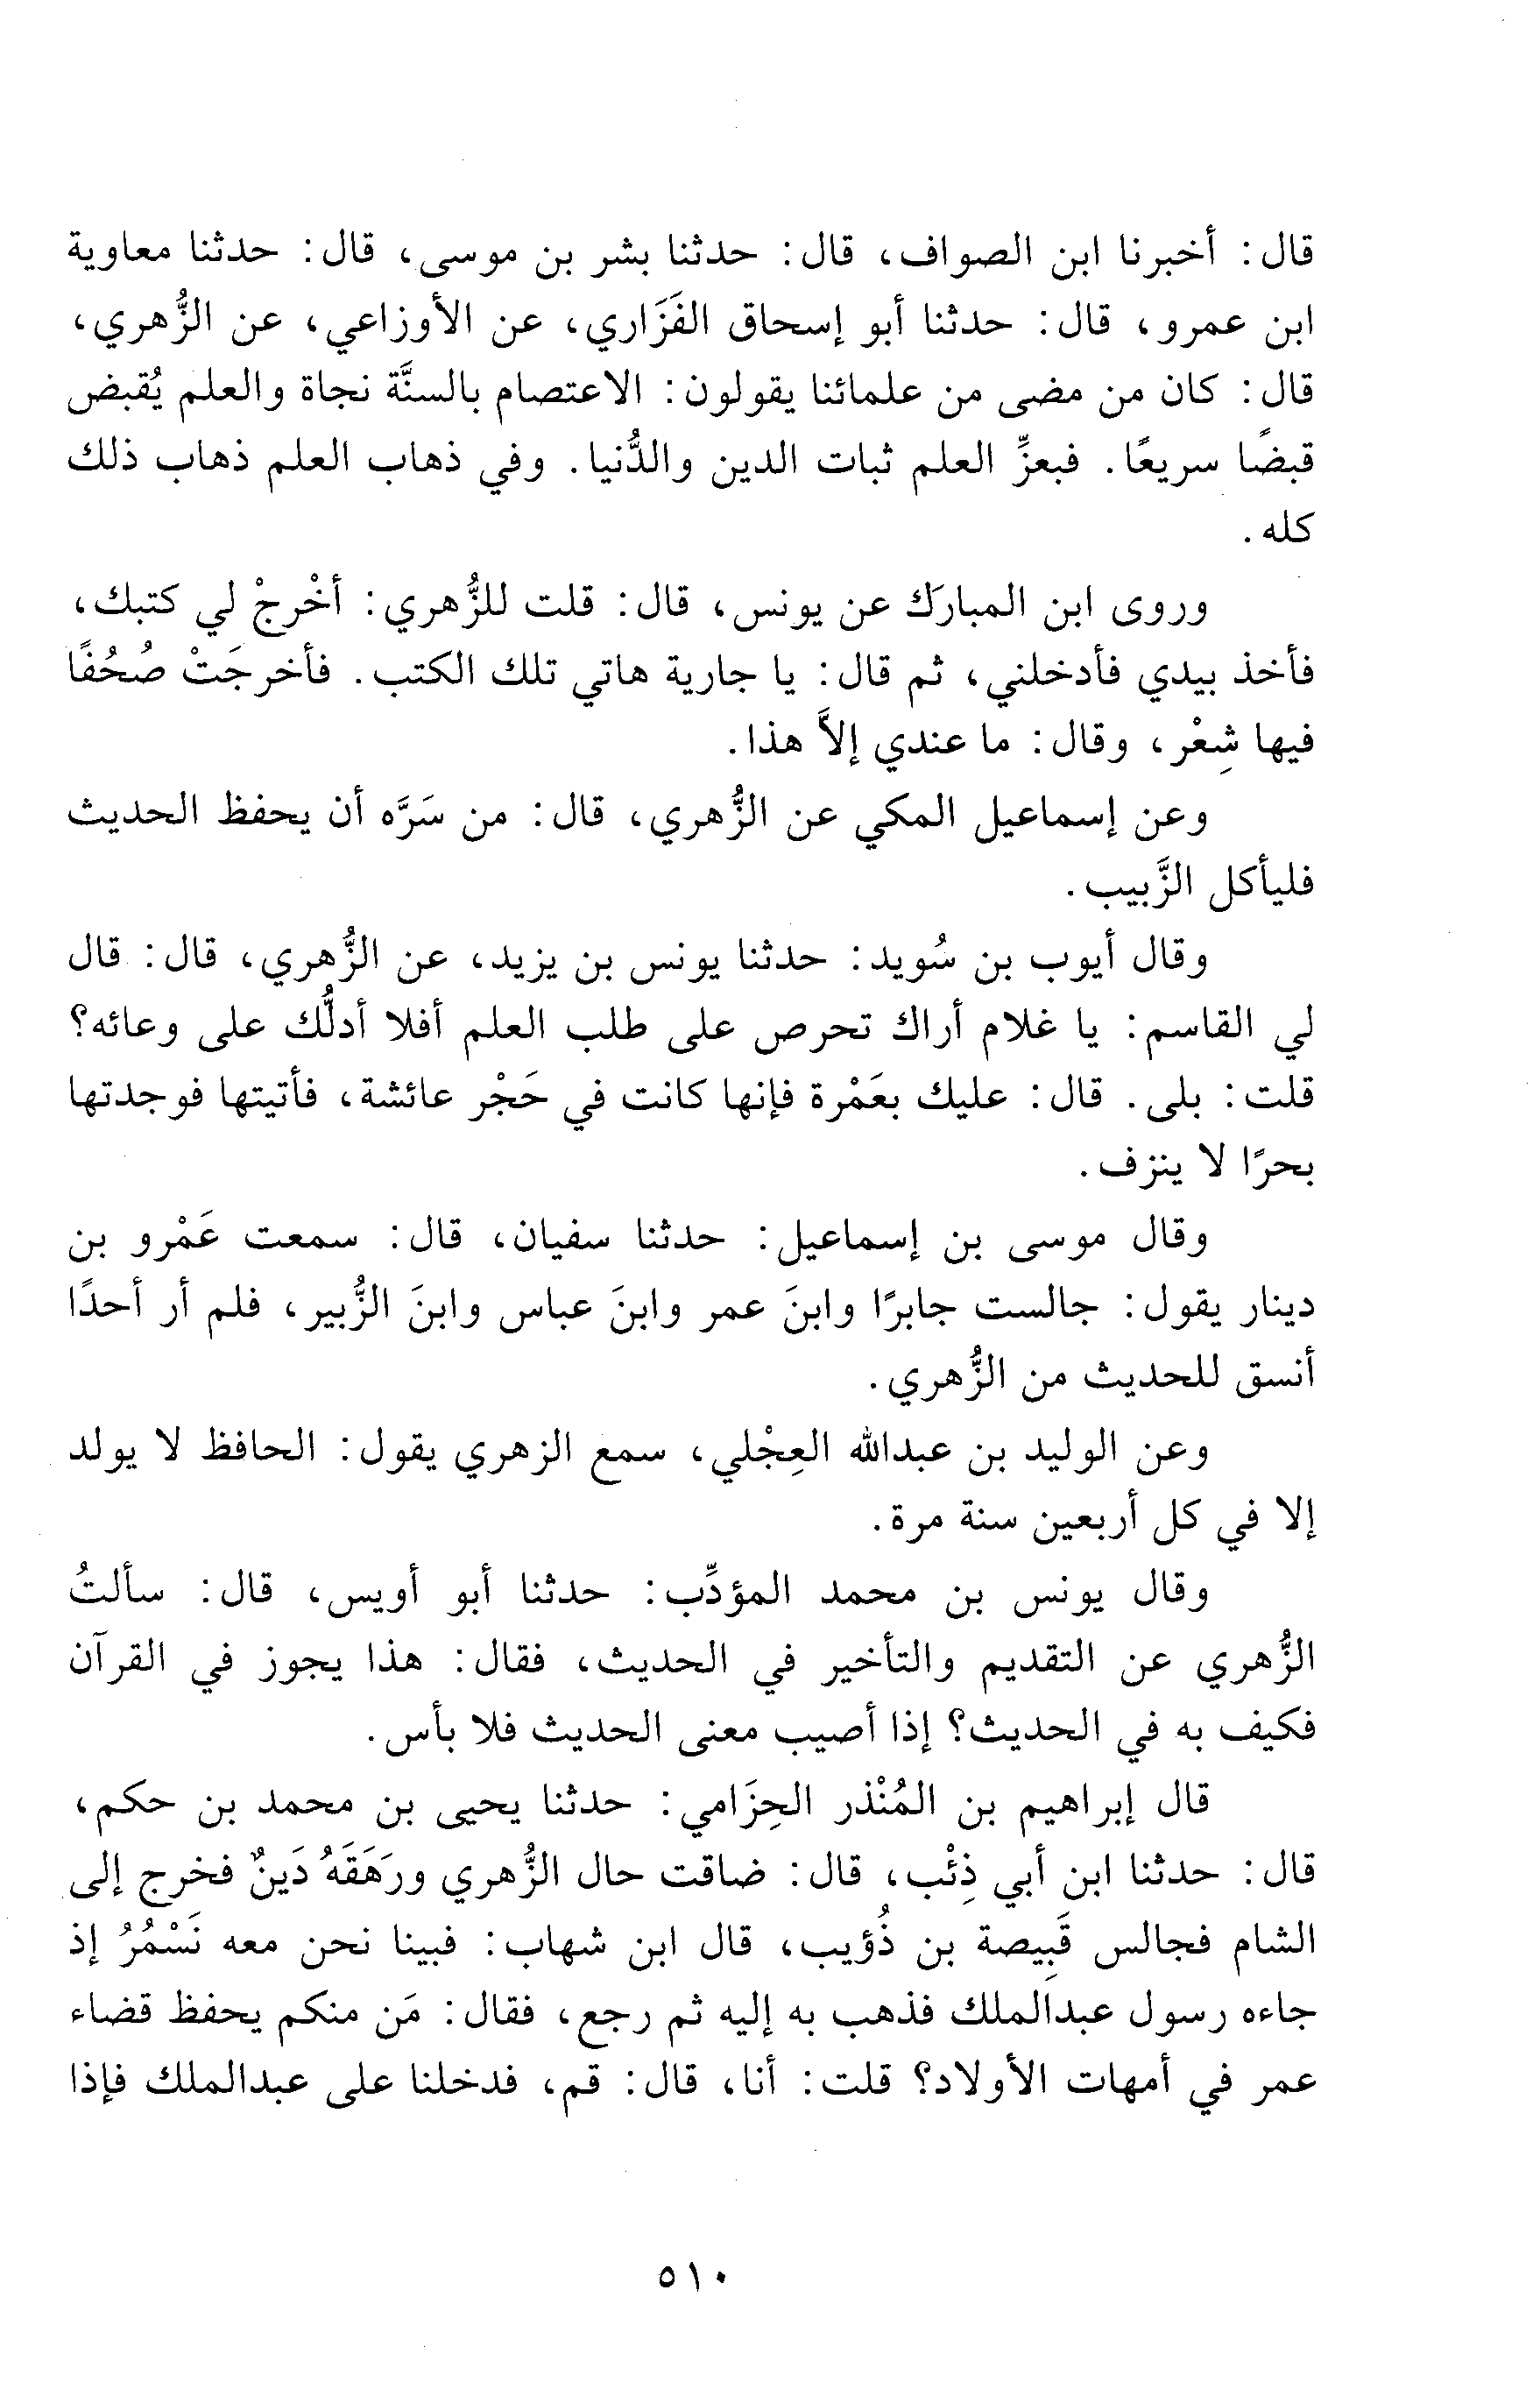 قال: أخبرنا ابن الصواف، قال: حدثنا بشر بن موسى، قال: حدثنا معاوية
ابن عمرو، قال: حدثنا أبو إسحاق الفَزَاري، عن الأوزاعي، عن الزُّهري،
قال: كان من مضى من علمائنا يقولون: الاعتصام بالسنَّة نجاة والعلم يُقبض
قبضًا سريعًا. فبعزِّ العلم ثبات الدين والدُّنيا. وفي ذهاب العلم ذهاب ذلك
كله.
وروى ابن المبارَك عن يونس، قال: قلت للزُّهري: أخْرجْ لي كتبك،
فأخذ بيدي فأدخلني، ثم قال: يا جارية هاتي تلك الكتب. فأخرجَتْ صُحُفًا
فيها شِعْر، وقال: ما عندي إلاَّ هذا.
وعن إسماعيل المكي عن الزُّهري، قال: من سَرَّه أن يحفظ الحديث
فليأكل الزَّبيب.
وقال أيوب بن سُويد: حدثنا يونس بن يزيد، عن الزُّهري، قال: قال
لي القاسم: يا غلام أراك تحرص على طلب العلم أفلا أدلُّك على وعائه؟
قلت: بلى. قال: عليك بعَمْرة فإنها كانت في حَجْر عائشة، فأتيتها فوجدتها
بحرًا لا ينزف.
وقال موسى بن إسماعيل: حدثنا سفيان، قال: سمعت عَمْرو بن
دينار يقول: جالست جابرًا وابنَ عمر وابنَ عباس وابنَ الزُّبير، فلم أر أحدًا
أنسق للحديث من الزُّهري.
وعن الوليد بن عبدالله العِجْلي، سمع الزهري يقول: الحافظ لا يولد
إلا في كل أربعين سنة مرة.
وقال يونس بن محمد المؤدِّب: حدثنا أبو أويس، قال: سألتُ
الزُّهري عن التقديم والتأخير في الحديث، فقال: هذا يجوز في القرآن
فكيف به في الحديث؟ إذا أصيب معنى الحديث فلا بأس.
قال إبراهيم بن المُنْذر الحِزَامي: حدثنا يحيى بن محمد بن حكم،
قال: حدثنا ابن أبي ذِئْب، قال: ضاقت حال الزُّهري ورَهَقَهُ دَينٌ فخرج إلى
الشام فجالس قَبِيصة بن ذُؤيب، قال ابن شهاب: فبينا نحن معه نَسْمُرُ إذ
جاءه رسول عبدالملك فذهب به إليه ثم رجع، فقال: مَن منكم يحفظ قضاء
عمر في أمهات الأولاد؟ قلت: أنا، قال: قم، فدخلنا على عبدالملك فإذا
٥١٠